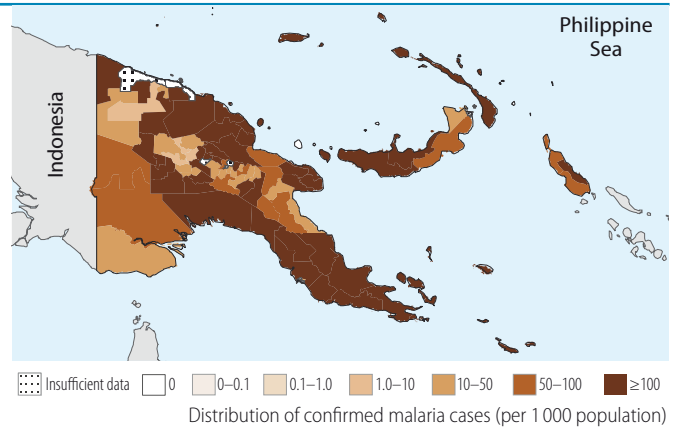 Philippine
Sea
Indonesia
Insufficient data 0 0–0.1 0.1–1.0 1.0–10 10–50 50–100 ≥100
Distribution of confirmed malaria cases (per 1 000 population)